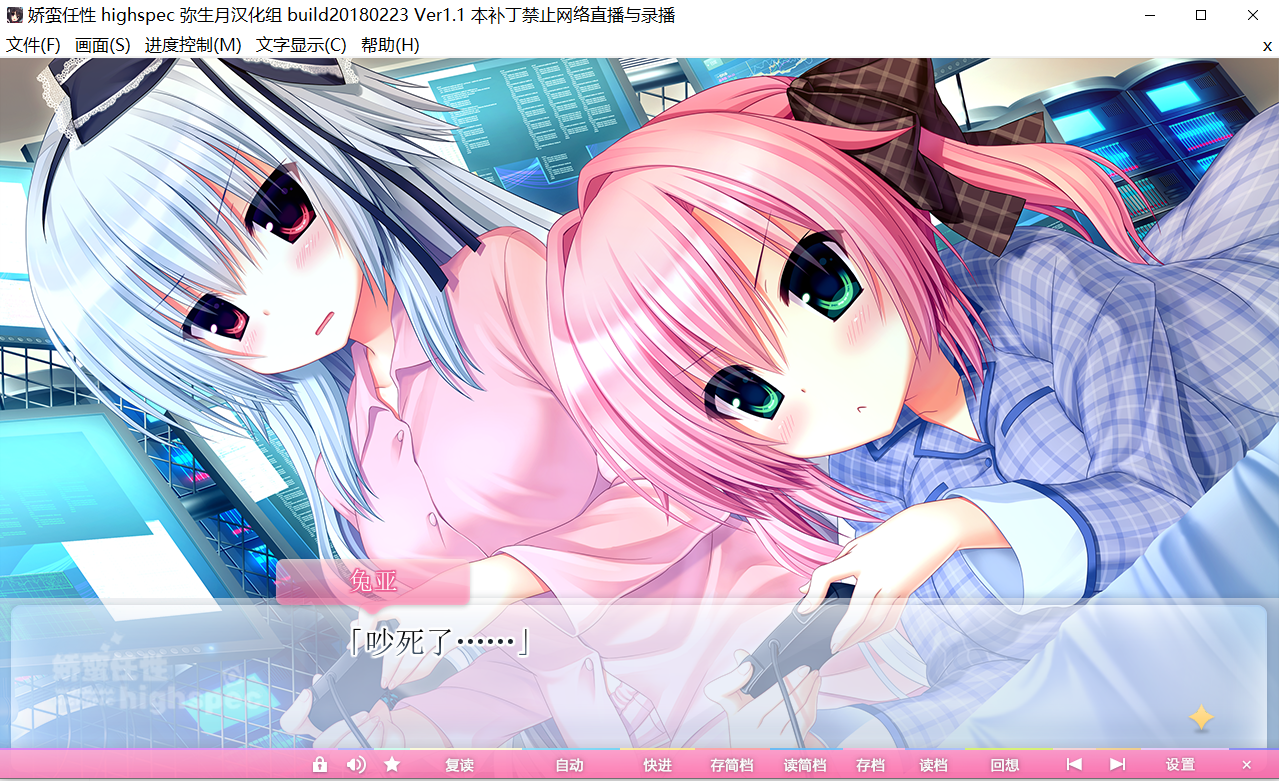 娇蛮任性 highspec 弥生月汉化组 build20180223 Ver1.1 本补丁禁止网络直播与录播
文件(F) 画面(S) 进度控制(M) 文字显示(C) 帮助(H)
x
兔亚
「吵死了……」
娇蛮任性
highspec
复读 自动 快进 存简档 读简档 存档 读档 回想 设置 ×